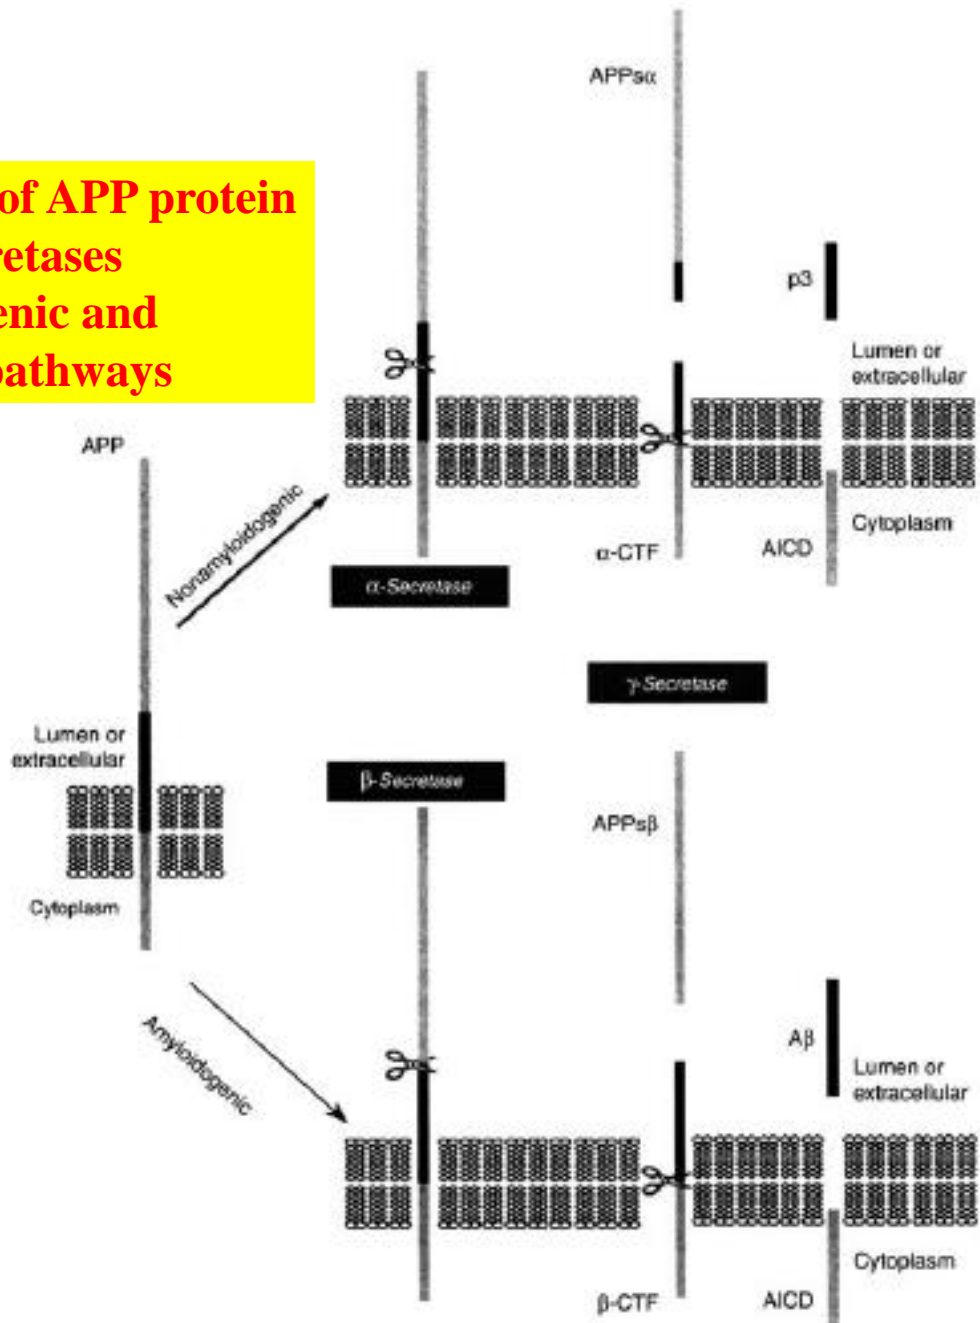 APPsα
of APP protein
retases
enic and
pathways
p3
Lumen or
extracellular
APP
Nonamyloidogenic
Cytoplasm
α-CTF
AICD
α-Secretase
γ-Secretase
Lumen or
extracellular
β-Secretase
APPsβ
Cytoplasm
Aβ
Amyloidogenic
Lumen or
extracellular
Cytoplasm
β-CTF
AICD